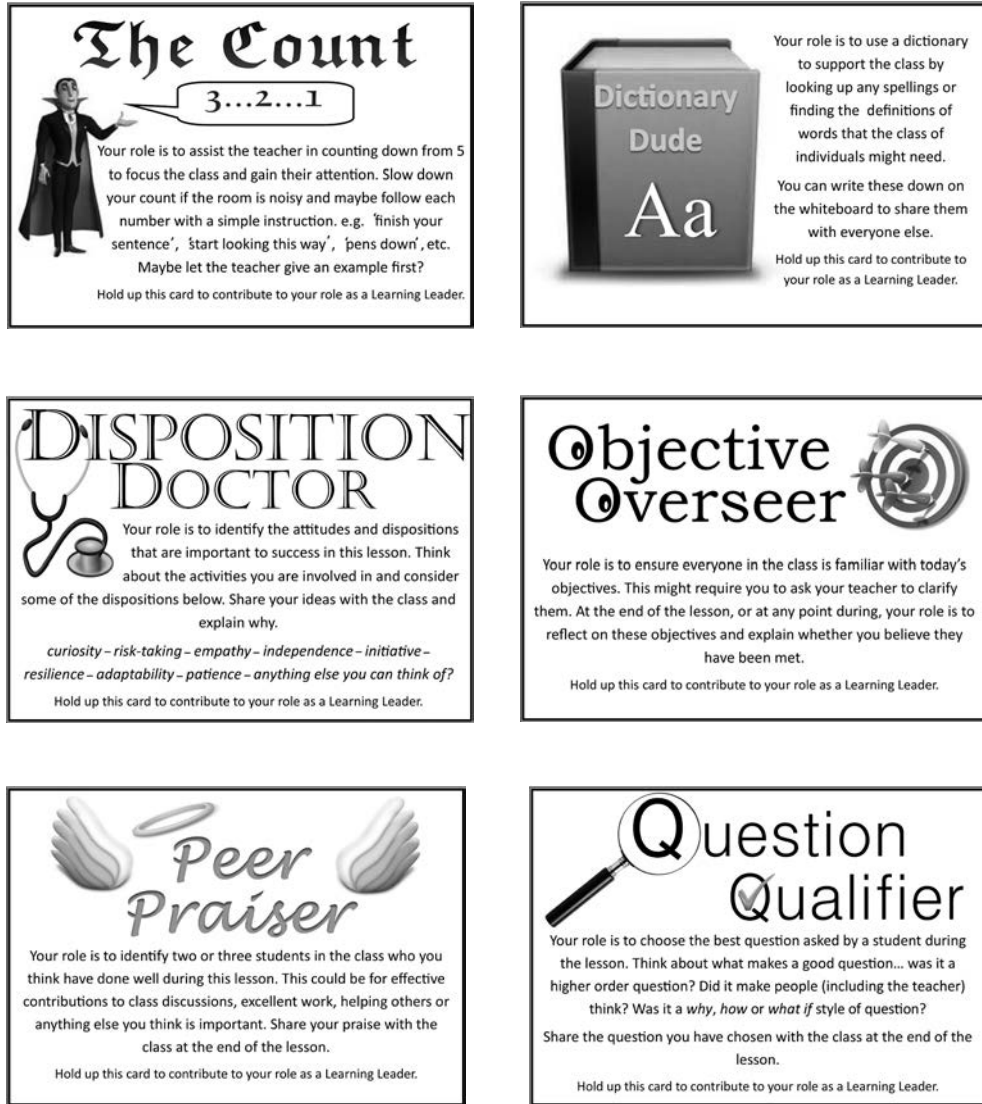 The Count
3...2...1
Your role is to assist the teacher in counting down from 5
to focus the class and gain their attention. Slow down
your count if the room is noisy and maybe follow each
number with a simple instruction. e.g. 'finish your
sentence', 'start looking this way', 'pens down', etc.
Maybe let the teacher give an example first?
Hold up this card to contribute to your role as a Learning Leader.
Dictionary
Dude
Aa
Your role is to use a dictionary
to support the class by
looking up any spellings or
finding the definitions of
words that the class of
individuals might need.
You can write these down on
the whiteboard to share them
with everyone else.
Hold up this card to contribute to
your role as a Learning Leader.
DISPOSITION
DOCTOR
Your role is to identify the attitudes and dispositions
that are important to success in this lesson. Think
about the activities you are involved in and consider
some of the dispositions below. Share your ideas with the class and
explain why.
curiosity – risk-taking – empathy – independence – initiative –
resilience – adaptability – patience – anything else you can think of?
Hold up this card to contribute to your role as a Learning Leader.
Objective
Overseer
Your role is to ensure everyone in the class is familiar with today's
objectives. This might require you to ask your teacher to clarify
them. At the end of the lesson, or at any point during, your role is to
reflect on these objectives and explain whether you believe they
have been met.
Hold up this card to contribute to your role as a Learning Leader.
Peer
Praiser
Your role is to identify two or three students in the class who you
think have done well during this lesson. This could be for effective
contributions to class discussions, excellent work, helping others or
anything else you think is important. Share your praise with the
class at the end of the lesson.
Hold up this card to contribute to your role as a Learning Leader.
Question
Qualifier
Your role is to choose the best question asked by a student during
the lesson. Think about what makes a good question... was it a
higher order question? Did it make people (including the teacher)
think? Was it a why, how or what if style of question?
Share the question you have chosen with the class at the end of the
lesson.
Hold up this card to contribute to your role as a Learning Leader.